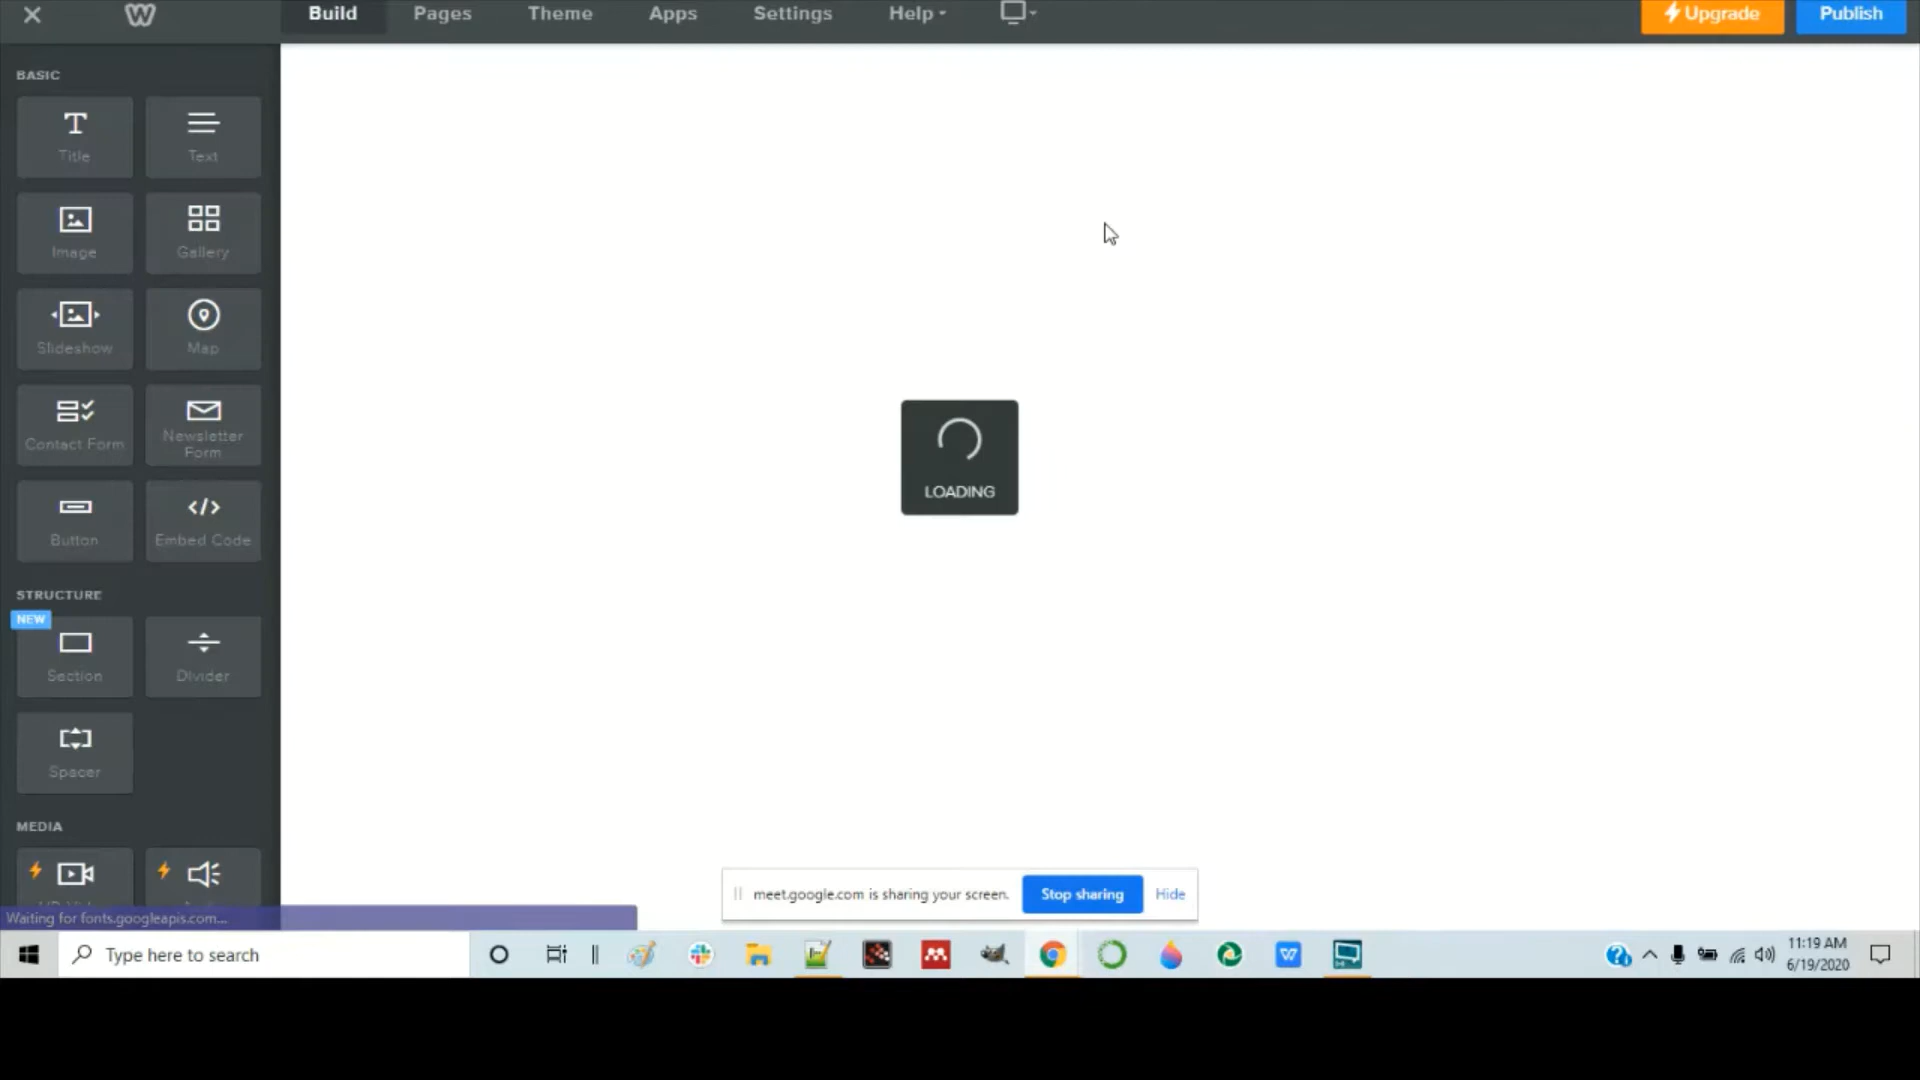 Build Pages Theme Apps Settings Help Upgrade Publish
BASIC
Title Text
Image Gallery
Slideshow Map
Contact Form Newsletter
Form
Button Embed Code
STRUCTURE
NEW
Section Divider
Spacer
MEDIA
LOADING
meet.google.com is sharing your screen. Stop sharing Hide
Waiting for fonts.googleapis.com...
Type here to search
11:19 AM
6/19/2020